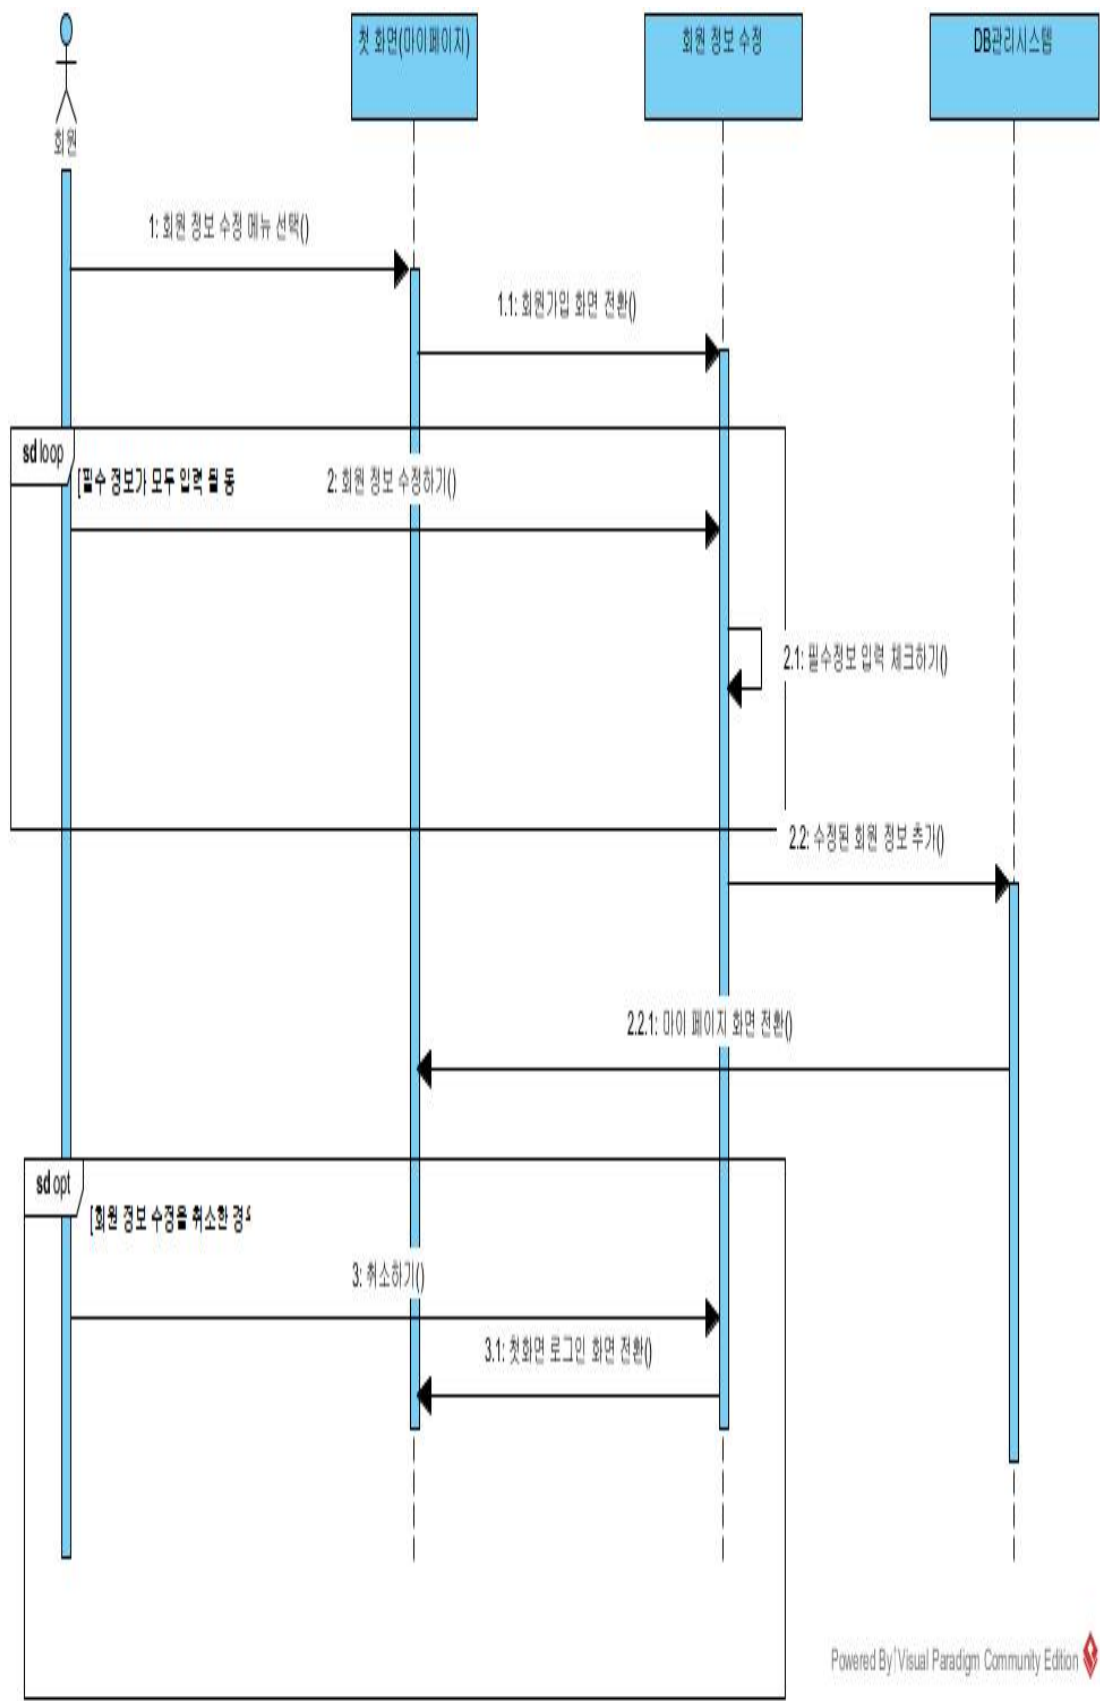 회원
첫 화면(마이페이지)
회원 정보 수정
DB관리시스템
1: 회원 정보 수정 메뉴 선택()
1.1: 회원가입 화면 전환()
sd loop
[필수 정보가 모두 입력 될 동
2: 회원 정보 수정하기()
2.1: 필수정보 입력 체크하기()
2.2: 수정된 회원 정보 추가()
2.2.1: 마이 페이지 화면 전환()
sd opt
[회원 정보 수정을 취소한 경
3: 취소하기()
3.1: 첫화면 로그인 화면 전환()
Powered By Visual Paradigm Community Edition